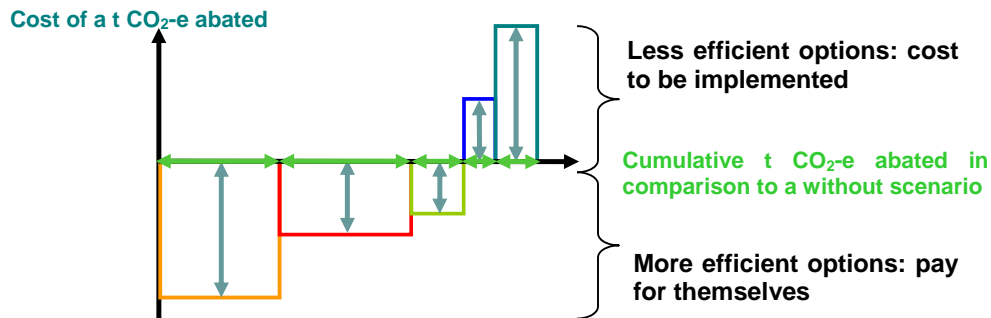 Cost of a t CO₂-e abated
Less efficient options: cost
to be implemented
Cumulative t CO₂-e abated in
comparison to a without scenario
More efficient options: pay
for themselves